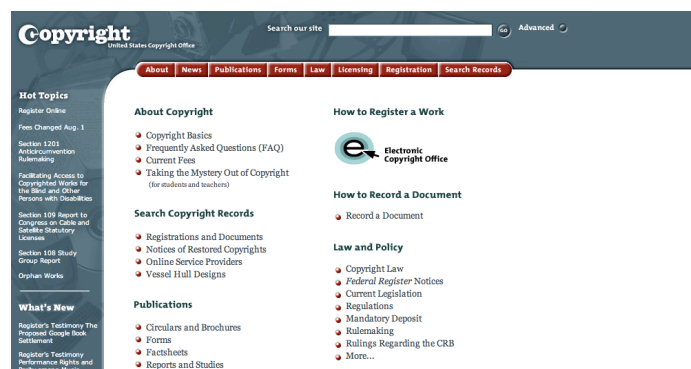 Copyright
United States Copyright Office
Search our site
GO
Advanced
About News Publications Forms Law Licensing Registration Search Records
Hot Topics
Register Online
Fees Changed Aug. 1
Section 1201
Anticircumvention
Rulemaking
Facilitating Access to
Copyrighted Works for
the Blind and Other
Persons with Disabilities
Section 109 Report to
Congress on Cable and
Satellite Statutory
Licenses
Section 108 Study
Group Report
Orphan Works
What's New
Register's Testimony The
Proposed Google Book
Settlement
Register's Testimony
Performance Rights and
About Copyright
Copyright Basics
Frequently Asked Questions (FAQ)
Current Fees
Taking the Mystery Out of Copyright
(for students and teachers)
Search Copyright Records
Registrations and Documents
Notices of Restored Copyrights
Online Service Providers
Vessel Hull Designs
Publications
Circulars and Brochures
Forms
Factsheets
Reports and Studies
How to Register a Work
e
Electronic
Copyright Office
How to Record a Document
Record a Document
Law and Policy
Copyright Law
Federal Register Notices
Current Legislation
Regulations
Mandatory Deposit
Rulemaking
Rulings Regarding the CRB
More...